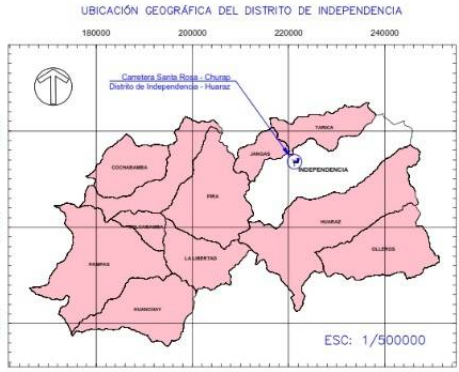 UBICACIÓN GEOGRÁFICA DEL DISTRITO DE INDEPENDENCIA
180000 200000 220000 240000
Carretera Santa Rosa - Churap
Distrito de Independencia - Huaraz
TARICA
JANGAS
COCHABAMBA
INDEPENDENCIA
PIRA
HUARAZ
OLLEROS
LA LIBERTAD
PAMPAS
HUANCHAY
ESC: 1/500000